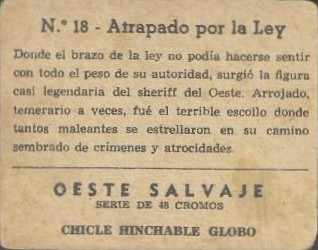 N.º 18 - Atrapado por la Ley
Donde el brazo de la ley no podía hacerse sentir
con todo el peso de su autoridad, surgió la figura
casi legendaria del sheriff del Oeste. Arrojado,
temerario a veces, fué el terrible escollo donde
tantos maleantes se estrellaron en su camino
sembrado de crímenes y atrocidades.
OESTE SALVAJE
SERIE DE 48 CROMOS
CHICLE HINCHABLE GLOBO